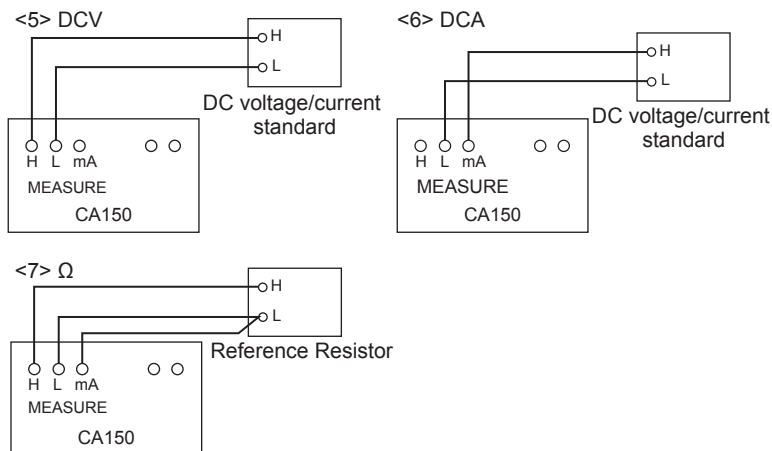 <5> DCV
H
L
DC voltage/current
standard
H L mA
MEASURE
CA150
<6> DCA
H
L
DC voltage/current
standard
H L mA
MEASURE
CA150
<7> Ω
H
L
Reference Resistor
H L mA
MEASURE
CA150